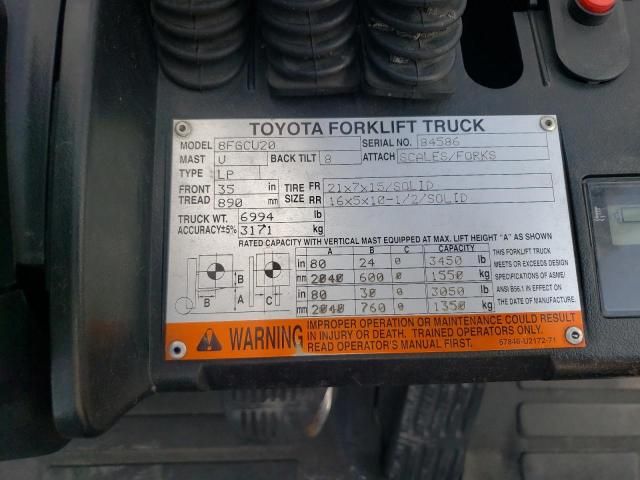 TOYOTA FORKLIFT TRUCK
MODEL 8FGCU20 SERIAL NO. 84586
MAST V BACK TILT 8 ATTACH SCALES/FORKS
TYPE LP
FRONT 35 in TIRE FR 21x7x15/SOLID
TREAD 890 mm SIZE RR 16x5x10-1/2/SOLID
TRUCK WT. 6994 lb
ACCURACY±5% 3171 kg
RATED CAPACITY WITH VERTICAL MAST EQUIPPED AT MAX. LIFT HEIGHT "A" AS SHOWN
A B C CAPACITY
in 80 24 0 3450 lb
mm 2040 600 0 1550 kg
in 80 30 0 3050 lb
mm 2040 760 0 1350 kg
B B A C
THIS FORKLIFT TRUCK
MEETS OR EXCEEDS DESIGN
SPECIFICATIONS OF ASME/
ANSI B56.1 IN EFFECT ON
THE DATE OF MANUFACTURE.
WARNING
IMPROPER OPERATION OR MAINTENANCE COULD RESULT
IN INJURY OR DEATH. TRAINED OPERATORS ONLY.
READ OPERATOR'S MANUAL FIRST.
57846-U2172-71